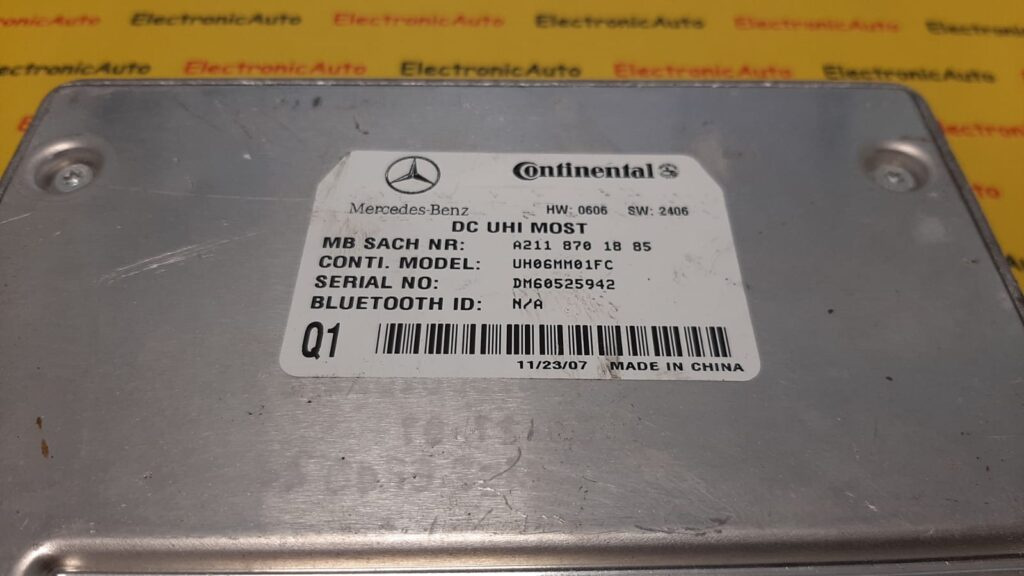 ElectronicAuto ElectronicAuto ElectronicAuto ElectronicAuto
ElectronicAuto ElectronicAuto ElectronicAuto ElectronicAuto ElectronicAuto
Continental
Mercedes-Benz HW: 0606 SW: 2406
DC UHI MOST
MB SACH NR: A211 870 18 85
CONTI. MODEL: UH06MM01FC
SERIAL NO: DM60525942
BLUETOOTH ID: N/A
Q1
11/23/07 MADE IN CHINA